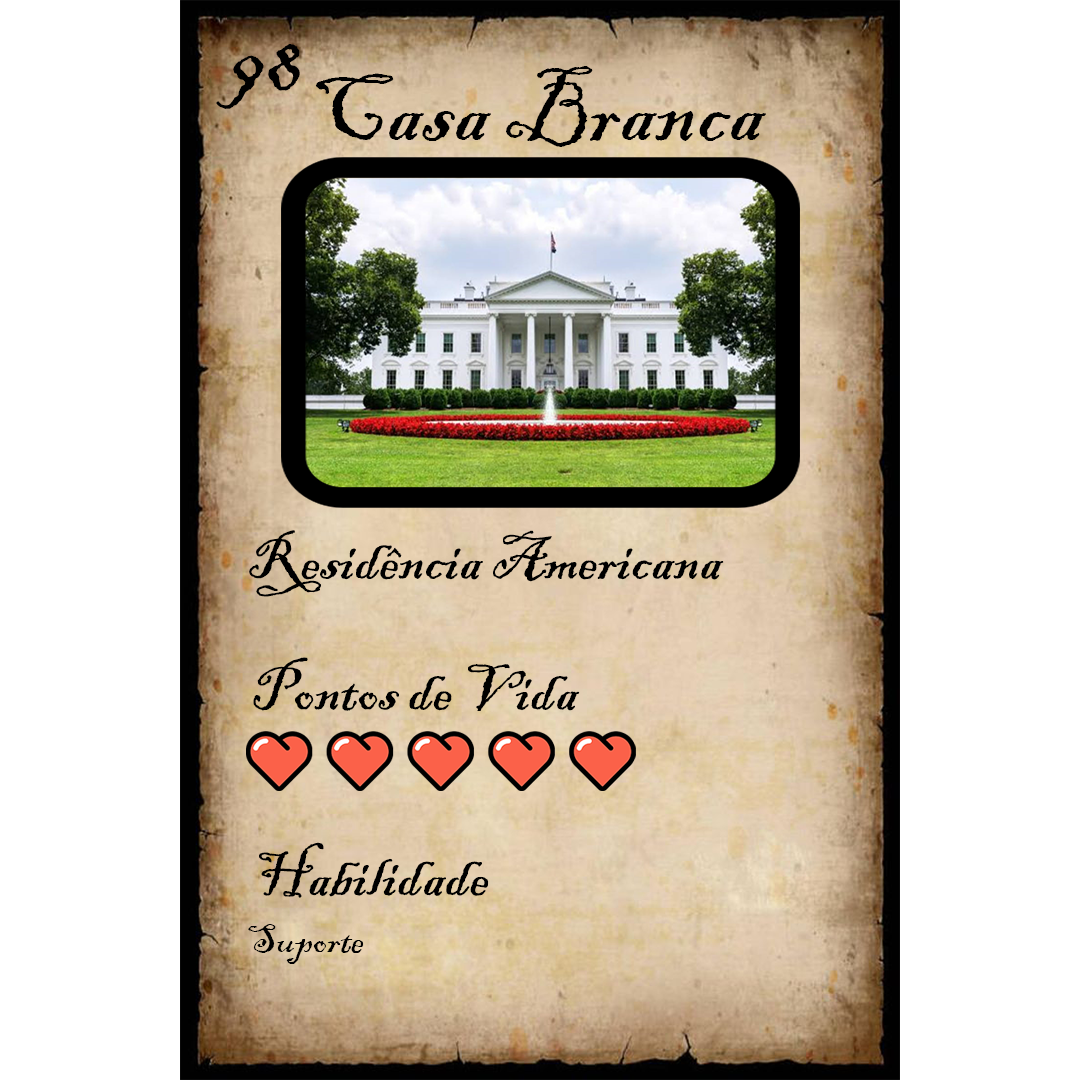 98
Casa Branca
Residência Americana
Pontos de Vida
Habilidade
Suporte